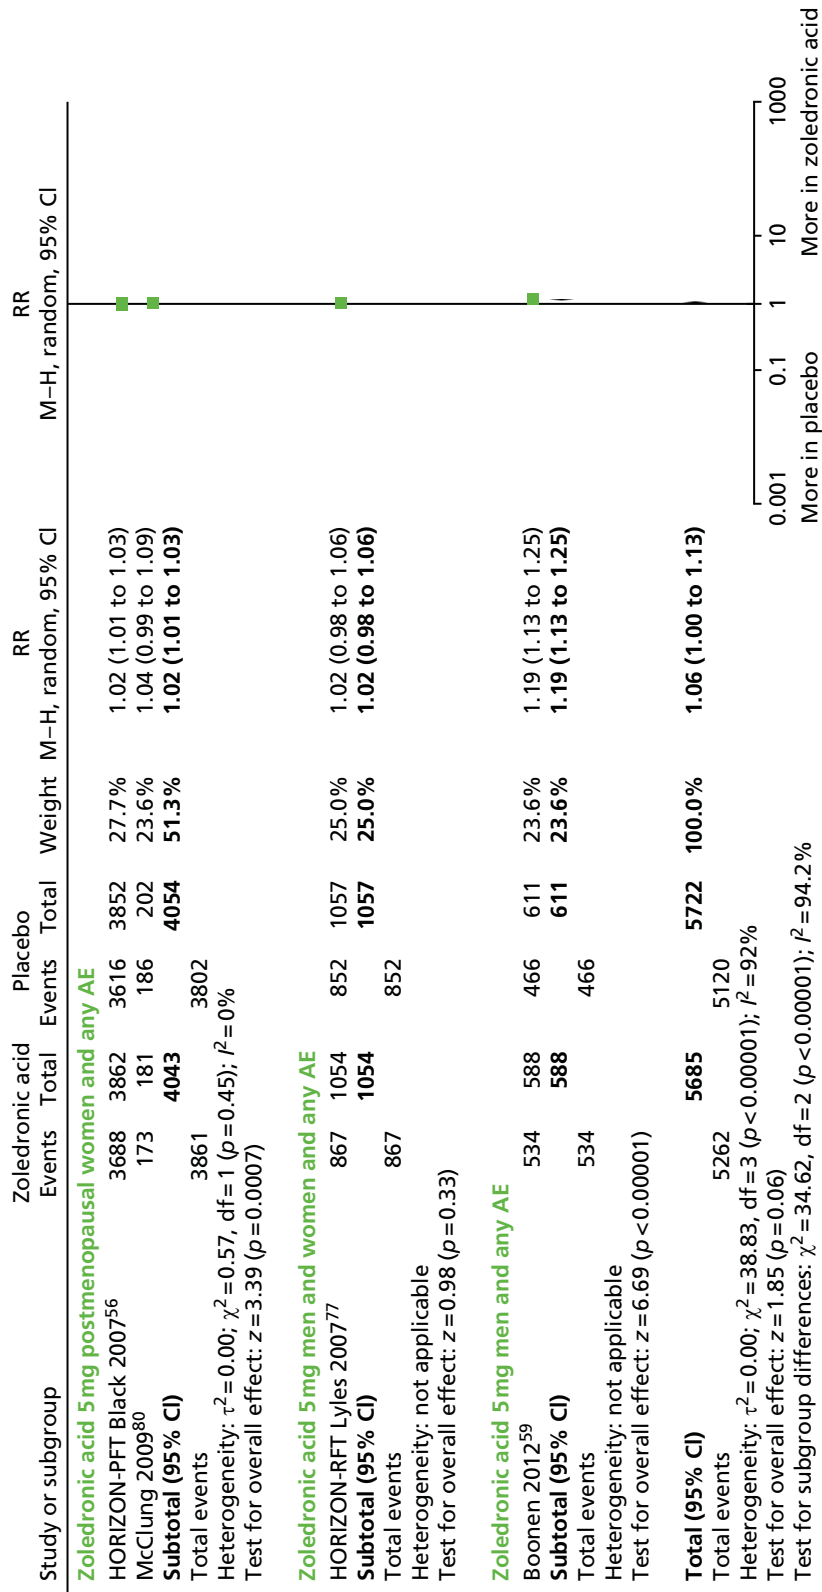 Zoledronic acid Placebo RR RR
Study or subgroup Events Total Events Total Weight M–H, random, 95% CI M–H, random, 95% CI
Zoledronic acid 5 mg postmenopausal women and any AE
HORIZON-PFT Black 2007⁵⁶ 3688 3862 3616 3852 27.7% 1.02 (1.01 to 1.03)
McClung 2009⁸⁰ 173 181 186 202 23.6% 1.04 (0.99 to 1.09)
Subtotal (95% CI) 4043 4054 51.3% 1.02 (1.01 to 1.03)
Total events 3861 3802
Heterogeneity: τ² = 0.00; χ² = 0.57, df = 1 (p = 0.45); I² = 0%
Test for overall effect: z = 3.39 (p = 0.0007)
Zoledronic acid 5 mg men and women and any AE
HORIZON-RFT Lyles 2007⁷⁷ 867 1054 852 1057 25.0% 1.02 (0.98 to 1.06)
Subtotal (95% CI) 1054 1057 25.0% 1.02 (0.98 to 1.06)
Total events 867 852
Heterogeneity: not applicable
Test for overall effect: z = 0.98 (p = 0.33)
Zoledronic acid 5 mg men and any AE
Boonen 2012⁵⁹ 534 588 466 611 23.6% 1.19 (1.13 to 1.25)
Subtotal (95% CI) 588 611 23.6% 1.19 (1.13 to 1.25)
Total events 534 466
Heterogeneity: not applicable
Test for overall effect: z = 6.69 (p < 0.00001)
Total (95% CI) 5685 5722 100.0% 1.06 (1.00 to 1.13)
Total events 5262 5120
Heterogeneity: τ² = 0.00; χ² = 38.83, df = 3 (p < 0.00001); I² = 92%
Test for overall effect: z = 1.85 (p = 0.06)
Test for subgroup differences: χ² = 34.62, df = 2 (p < 0.00001); I² = 94.2%
0.001 0.1 1 10 1000
More in placebo More in zoledronic acid